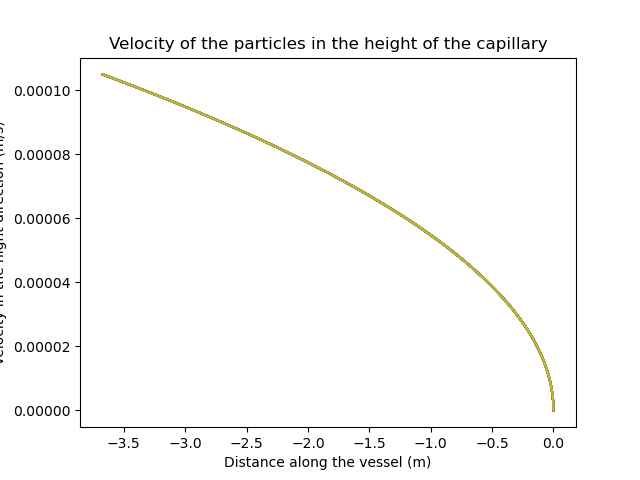 Velocity of the particles in the height of the capillary
0.00010
0.00008
0.00006
0.00004
0.00002
0.00000
−3.5 −3.0 −2.5 −2.0 −1.5 −1.0 −0.5 0.0
Distance along the vessel (m)